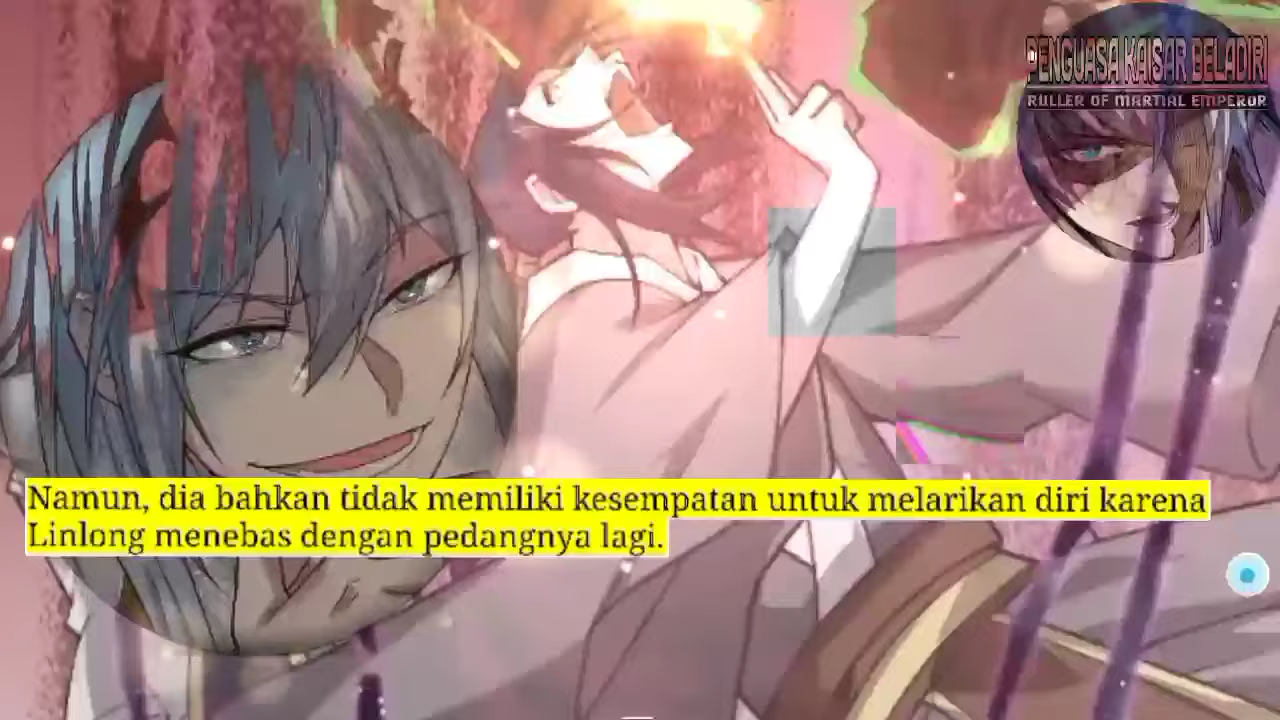 PENGUASA KAISAR BELADIRI
RULLER OF MARTIAL EMPEROR
Namun, dia bahkan tidak memiliki kesempatan untuk melarikan diri karena
Linlong menebas dengan pedangnya lagi.